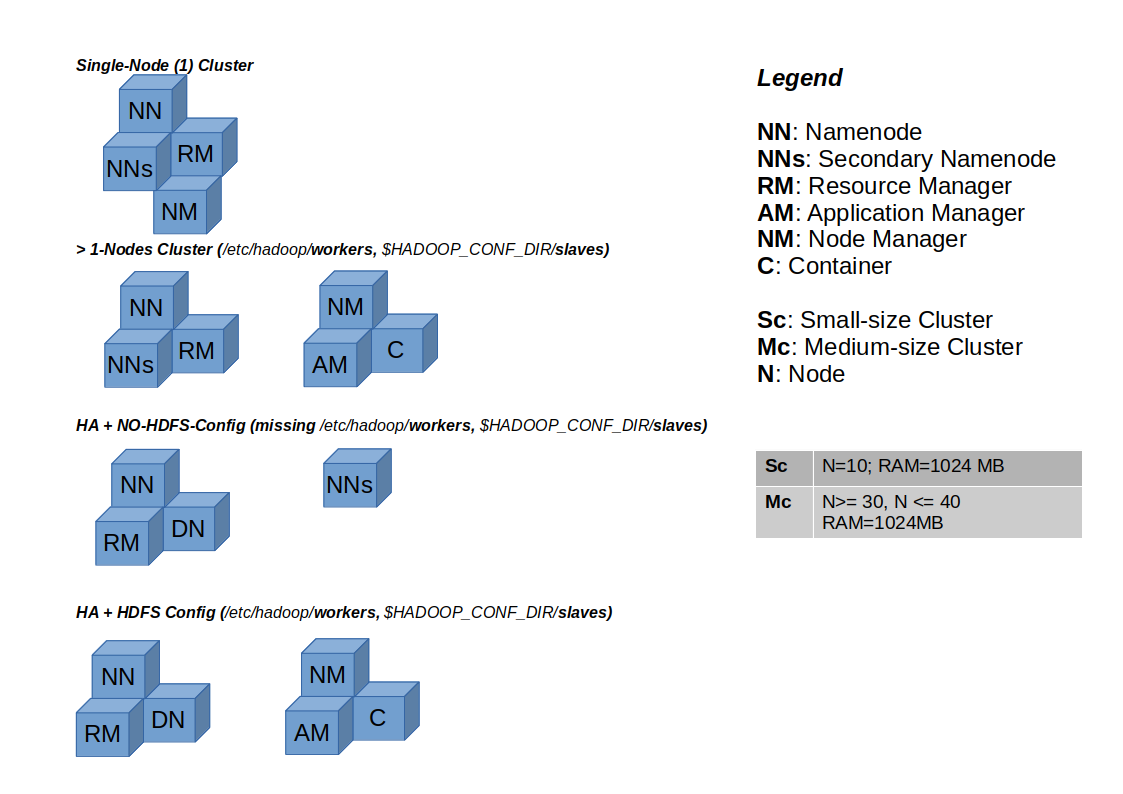 Single-Node (1) Cluster
NN
NNs
RM
NM
> 1-Nodes Cluster (/etc/hadoop/workers, $HADOOP_CONF_DIR/slaves)
NN
NNs
RM
NM
AM
C
HA + NO-HDFS-Config (missing /etc/hadoop/workers, $HADOOP_CONF_DIR/slaves)
NN
RM
DN
NNs
HA + HDFS Config (/etc/hadoop/workers, $HADOOP_CONF_DIR/slaves)
NN
RM
DN
NM
AM
C
Legend
NN: Namenode
NNs: Secondary Namenode
RM: Resource Manager
AM: Application Manager
NM: Node Manager
C: Container
Sc: Small-size Cluster
Mc: Medium-size Cluster
N: Node
Sc N=10; RAM=1024 MB
Mc N>= 30, N <= 40
RAM=1024MB